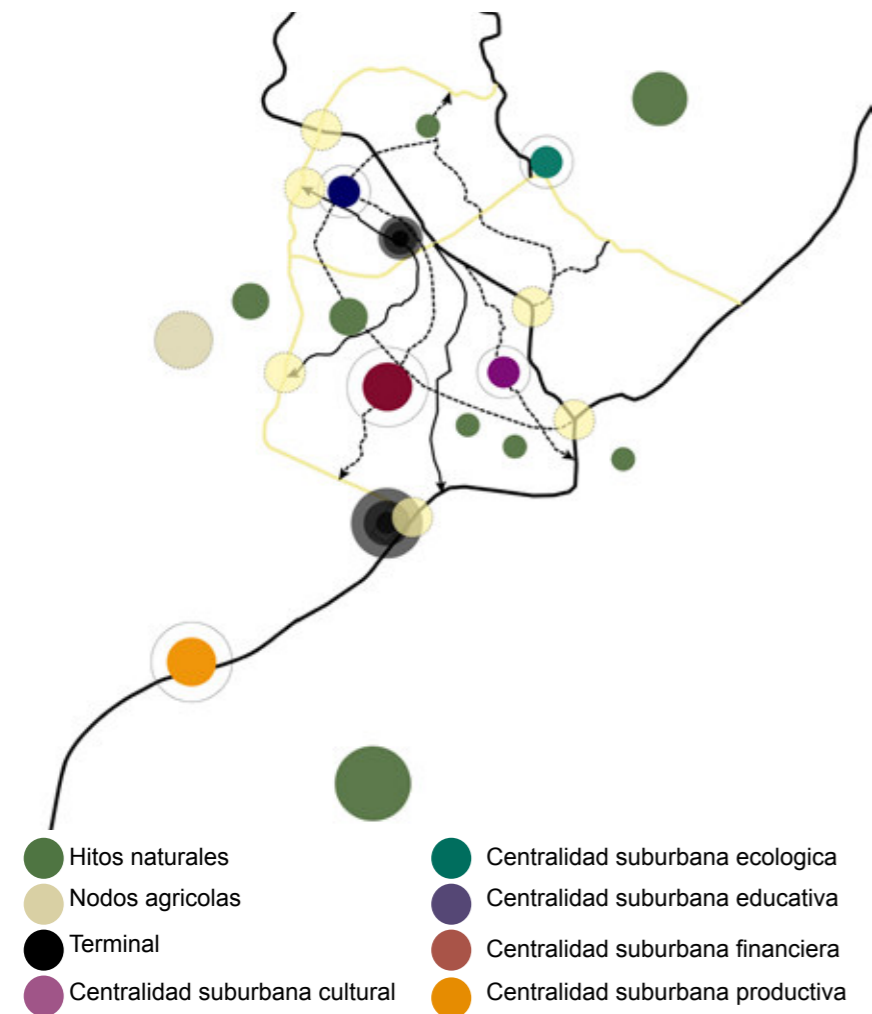 Hitos naturales
Nodos agricolas
Terminal
Centralidad suburbana cultural
Centralidad suburbana ecologica
Centralidad suburbana educativa
Centralidad suburbana financiera
Centralidad suburbana productiva